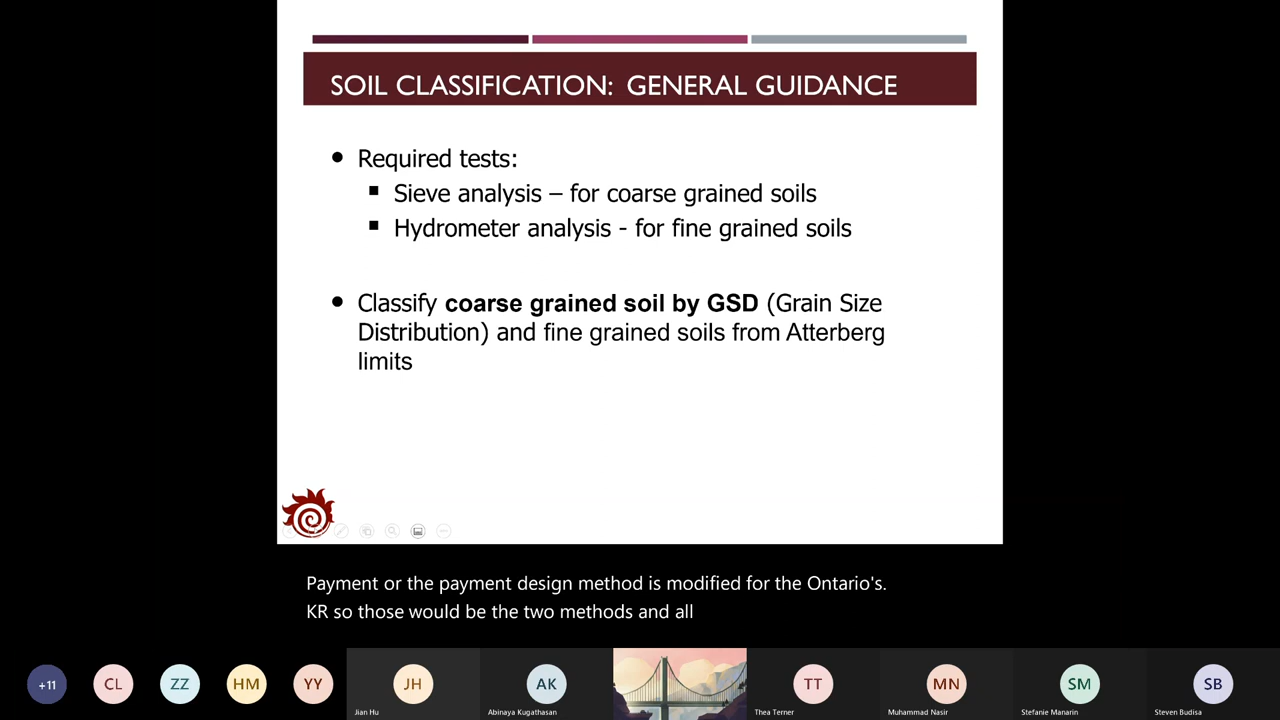 SOIL CLASSIFICATION: GENERAL GUIDANCE
Required tests:
Sieve analysis – for coarse grained soils
Hydrometer analysis - for fine grained soils
Classify coarse grained soil by GSD (Grain Size
Distribution) and fine grained soils from Atterberg
limits
Payment or the payment design method is modified for the Ontario's.
KR so those would be the two methods and all
+11
CL
ZZ
HM
YY
JH
AK
TT
MN
SM
SB
Jian Hu
Abinaya Kugathasan
Thea Terner
Muhammad Nasir
Stefanie Manarin
Steven Budisa